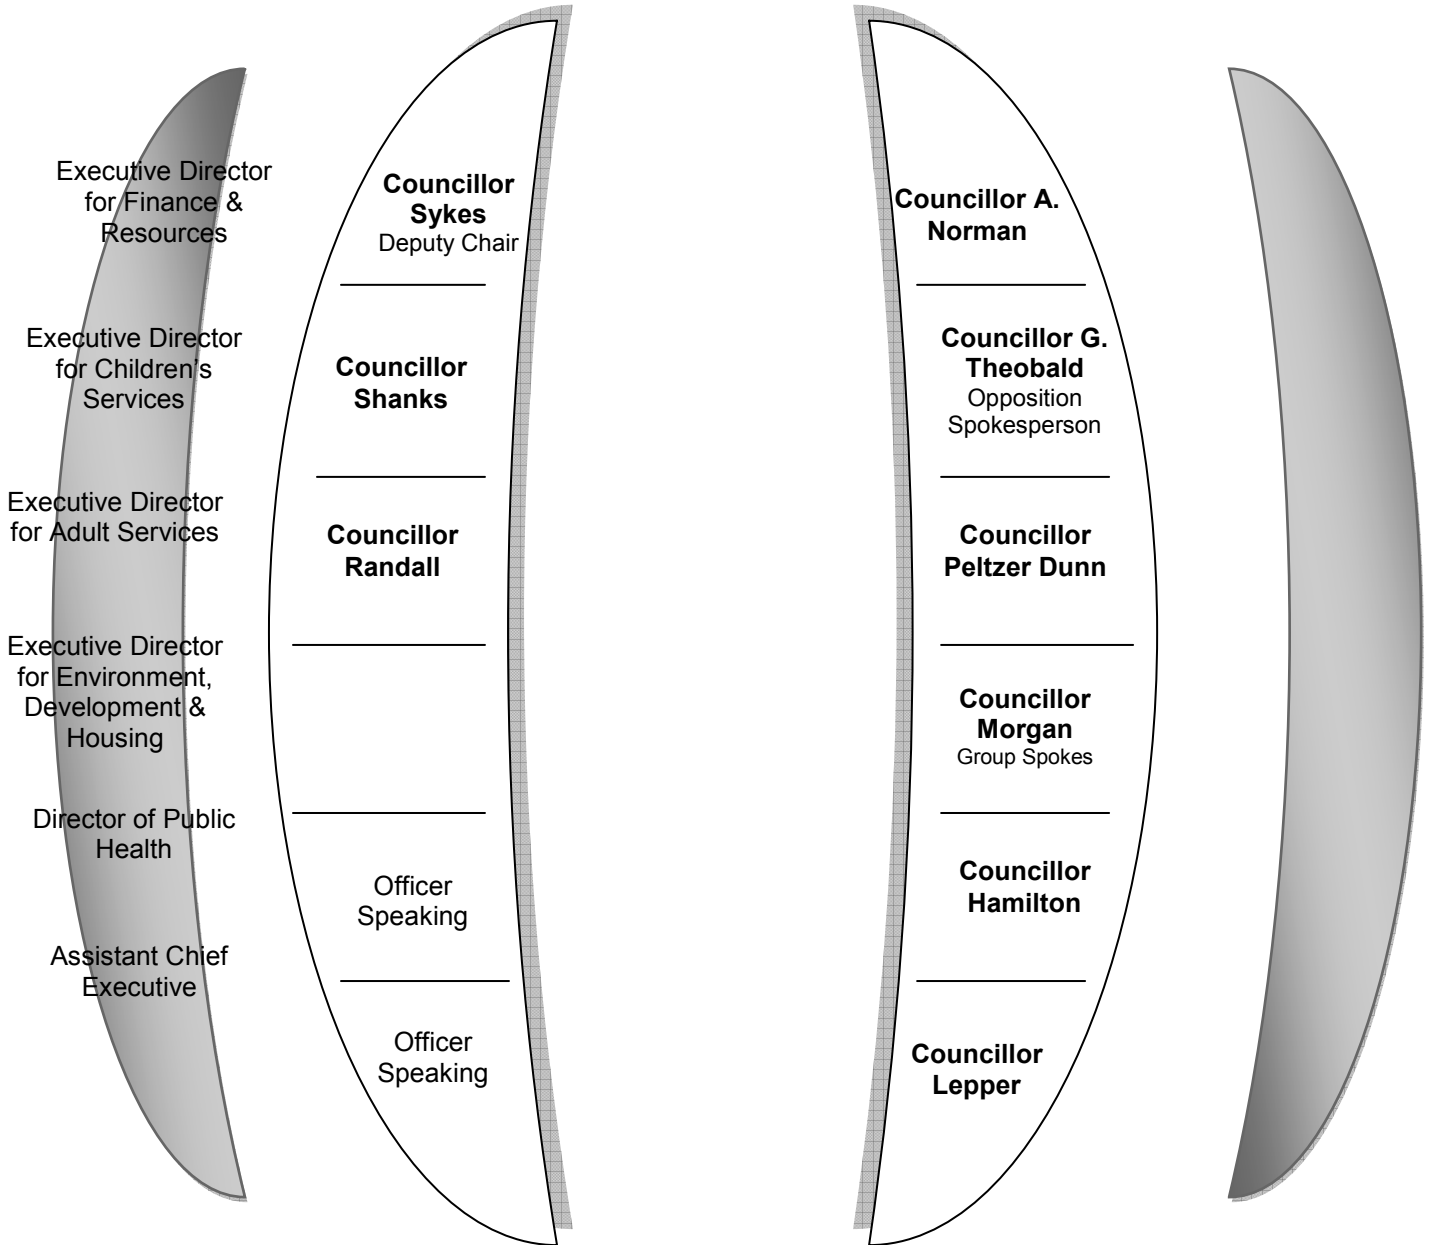 Executive Director
for Finance &
Resources
Executive Director
for Children's
Services
Executive Director
for Adult Services
Executive Director
for Environment,
Development &
Housing
Director of Public
Health
Assistant Chief
Executive
Councillor
Sykes
Deputy Chair
Councillor
Shanks
Councillor
Randall
Officer
Speaking
Officer
Speaking
Councillor A.
Norman
Councillor G.
Theobald
Opposition
Spokesperson
Councillor
Peltzer Dunn
Councillor
Morgan
Group Spokes
Councillor
Hamilton
Councillor
Lepper